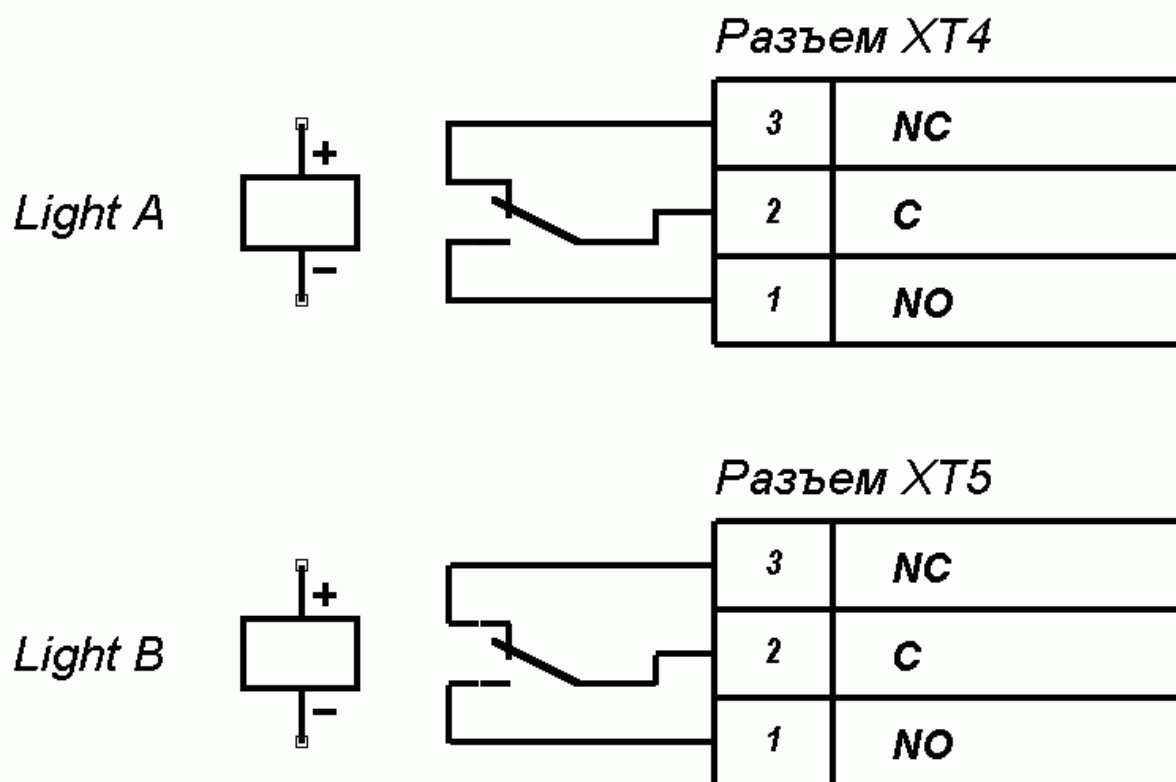 Разъем XT4
3 NC
+
Light A
2 C
–
1 NO
Разъем XT5
3 NC
+
Light B
2 C
–
1 NO